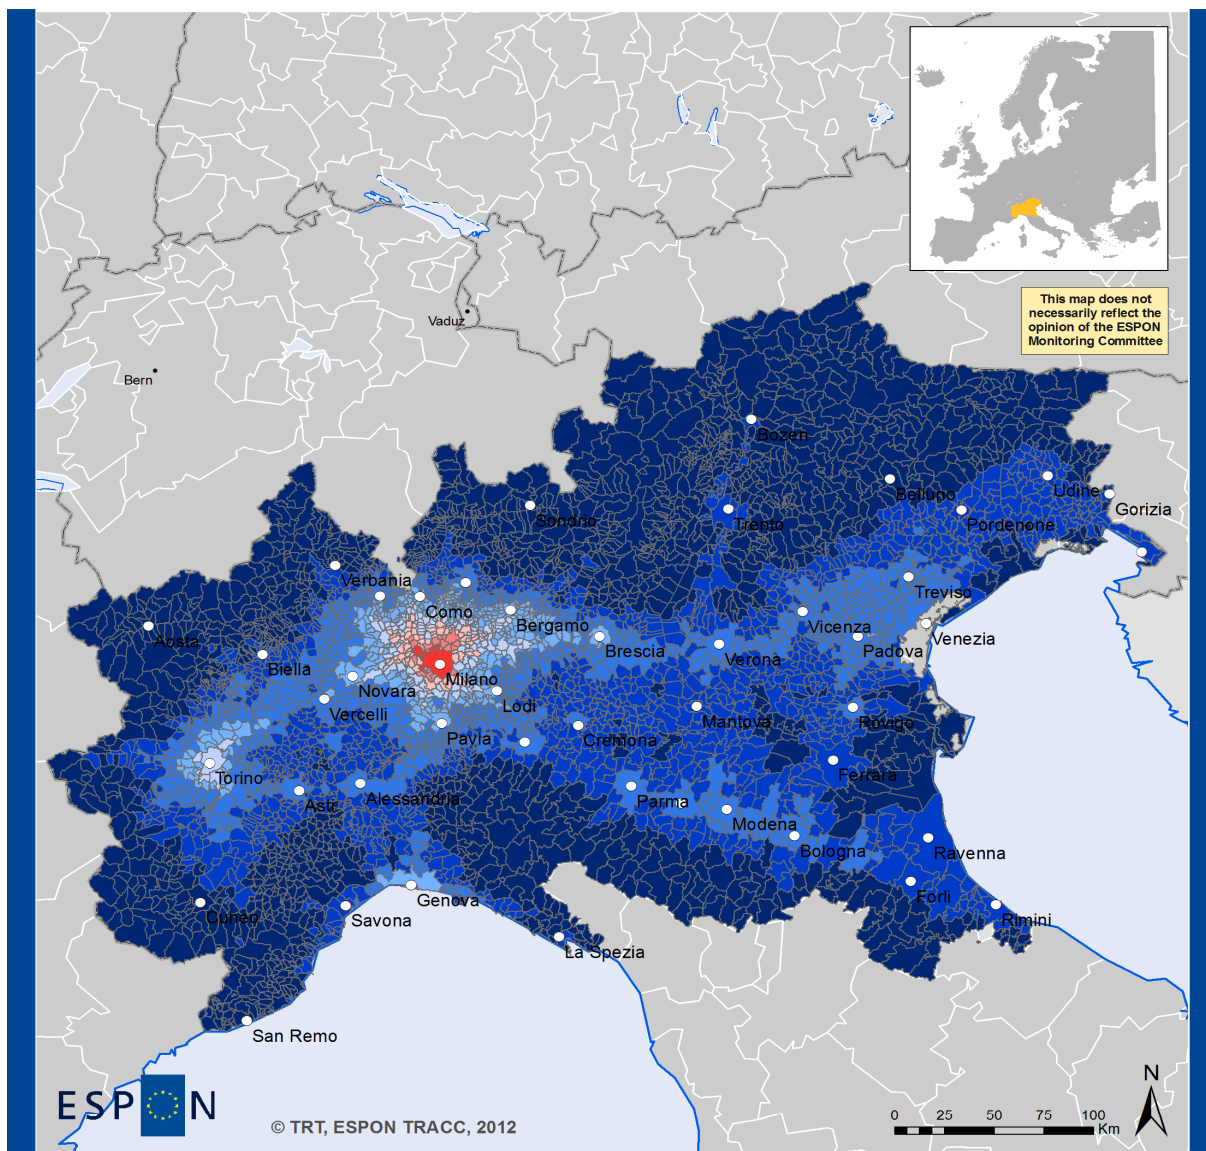 This map does not
necessarily reflect the
opinion of the ESPON
Monitoring Committee
Vaduz
Bern
Bozen
Belluno
Udine
Gorizia
Sondrio
Trento
Pordenone
Verbania
Treviso
Como
Aosta
Bergamo
Vicenza
Venezia
Brescia
Padova
Verona
Biella
Milano
Novara
Lodi
Vercelli
Mantova
Rovigo
Pavia
Cremona
Torino
Ferrara
Asti
Alessandria
Parma
Modena
Bologna
Ravenna
Genova
Forli
Cuneo
Savona
Rimini
La Spezia
San Remo
N
ESPON
© TRT, ESPON TRACC, 2012
0 25 50 75 100
Km